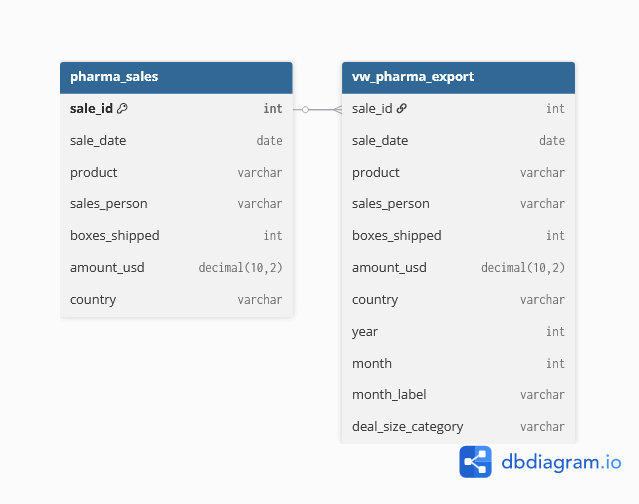 pharma_sales
sale_id int
sale_date date
product varchar
sales_person varchar
boxes_shipped int
amount_usd decimal(10,2)
country varchar
vw_pharma_export
sale_id int
sale_date date
product varchar
sales_person varchar
boxes_shipped int
amount_usd decimal(10,2)
country varchar
year int
month int
month_label varchar
deal_size_category varchar
dbdiagram.io